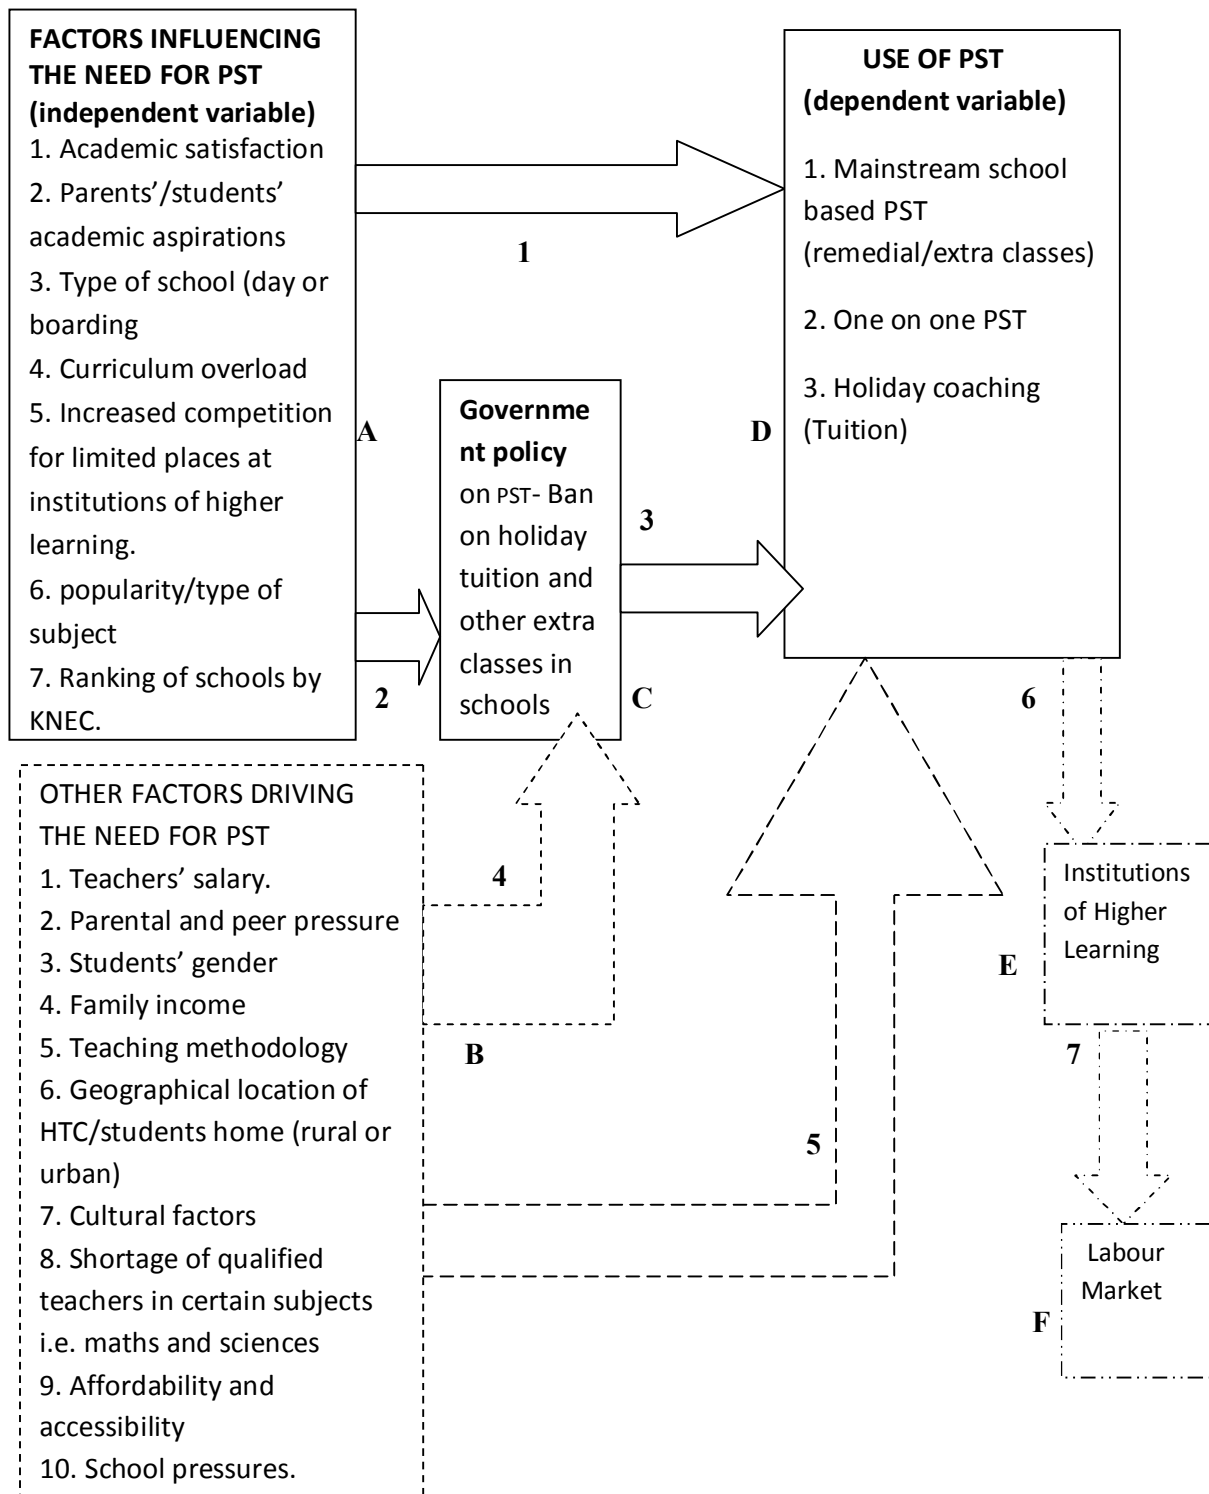 FACTORS INFLUENCING
THE NEED FOR PST
(independent variable)
1. Academic satisfaction
2. Parents’/students’
academic aspirations
3. Type of school (day or
boarding
4. Curriculum overload
5. Increased competition
for limited places at
institutions of higher
learning.
6. popularity/type of
subject
7. Ranking of schools by
KNEC.
A
1
2
Governme
nt policy
on PST- Ban
on holiday
tuition and
other extra
classes in
schools
C
3
USE OF PST
(dependent variable)
1. Mainstream school
based PST
(remedial/extra classes)
2. One on one PST
3. Holiday coaching
(Tuition)
D
OTHER FACTORS DRIVING
THE NEED FOR PST
1. Teachers’ salary.
2. Parental and peer pressure
3. Students’ gender
4. Family income
5. Teaching methodology
6. Geographical location of
HTC/students home (rural or
urban)
7. Cultural factors
8. Shortage of qualified
teachers in certain subjects
i.e. maths and sciences
9. Affordability and
accessibility
10. School pressures.
4
B
5
6
Institutions
of Higher
Learning
E
7
Labour
Market
F